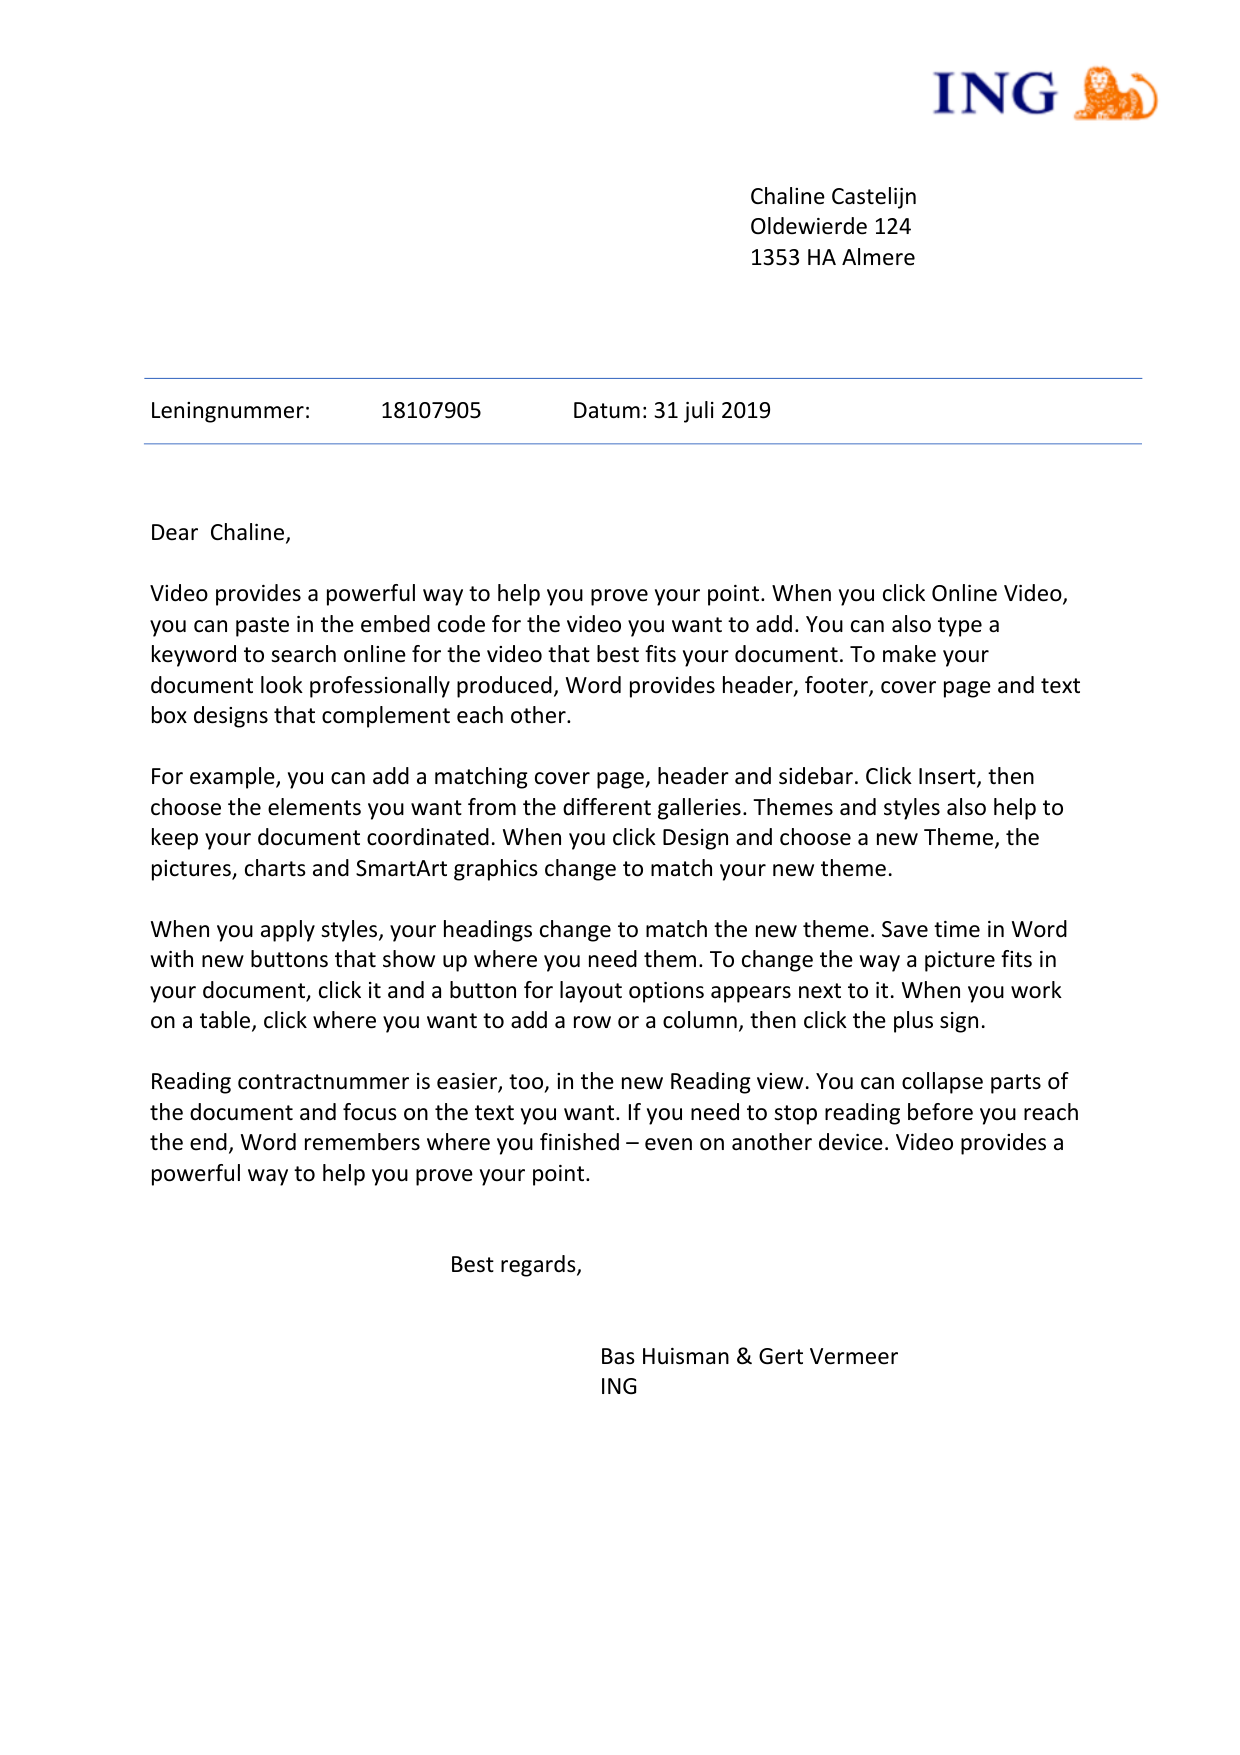 ING
Chaline Castelijn
Oldewierde 124
1353 HA Almere
Leningnummer: 18107905 Datum: 31 juli 2019
Dear  Chaline,
Video provides a powerful way to help you prove your point. When you click Online Video,
you can paste in the embed code for the video you want to add. You can also type a
keyword to search online for the video that best fits your document. To make your
document look professionally produced, Word provides header, footer, cover page and text
box designs that complement each other.
For example, you can add a matching cover page, header and sidebar. Click Insert, then
choose the elements you want from the different galleries. Themes and styles also help to
keep your document coordinated. When you click Design and choose a new Theme, the
pictures, charts and SmartArt graphics change to match your new theme.
When you apply styles, your headings change to match the new theme. Save time in Word
with new buttons that show up where you need them. To change the way a picture fits in
your document, click it and a button for layout options appears next to it. When you work
on a table, click where you want to add a row or a column, then click the plus sign.
Reading contractnummer is easier, too, in the new Reading view. You can collapse parts of
the document and focus on the text you want. If you need to stop reading before you reach
the end, Word remembers where you finished – even on another device. Video provides a
powerful way to help you prove your point.
Best regards,
Bas Huisman & Gert Vermeer
ING